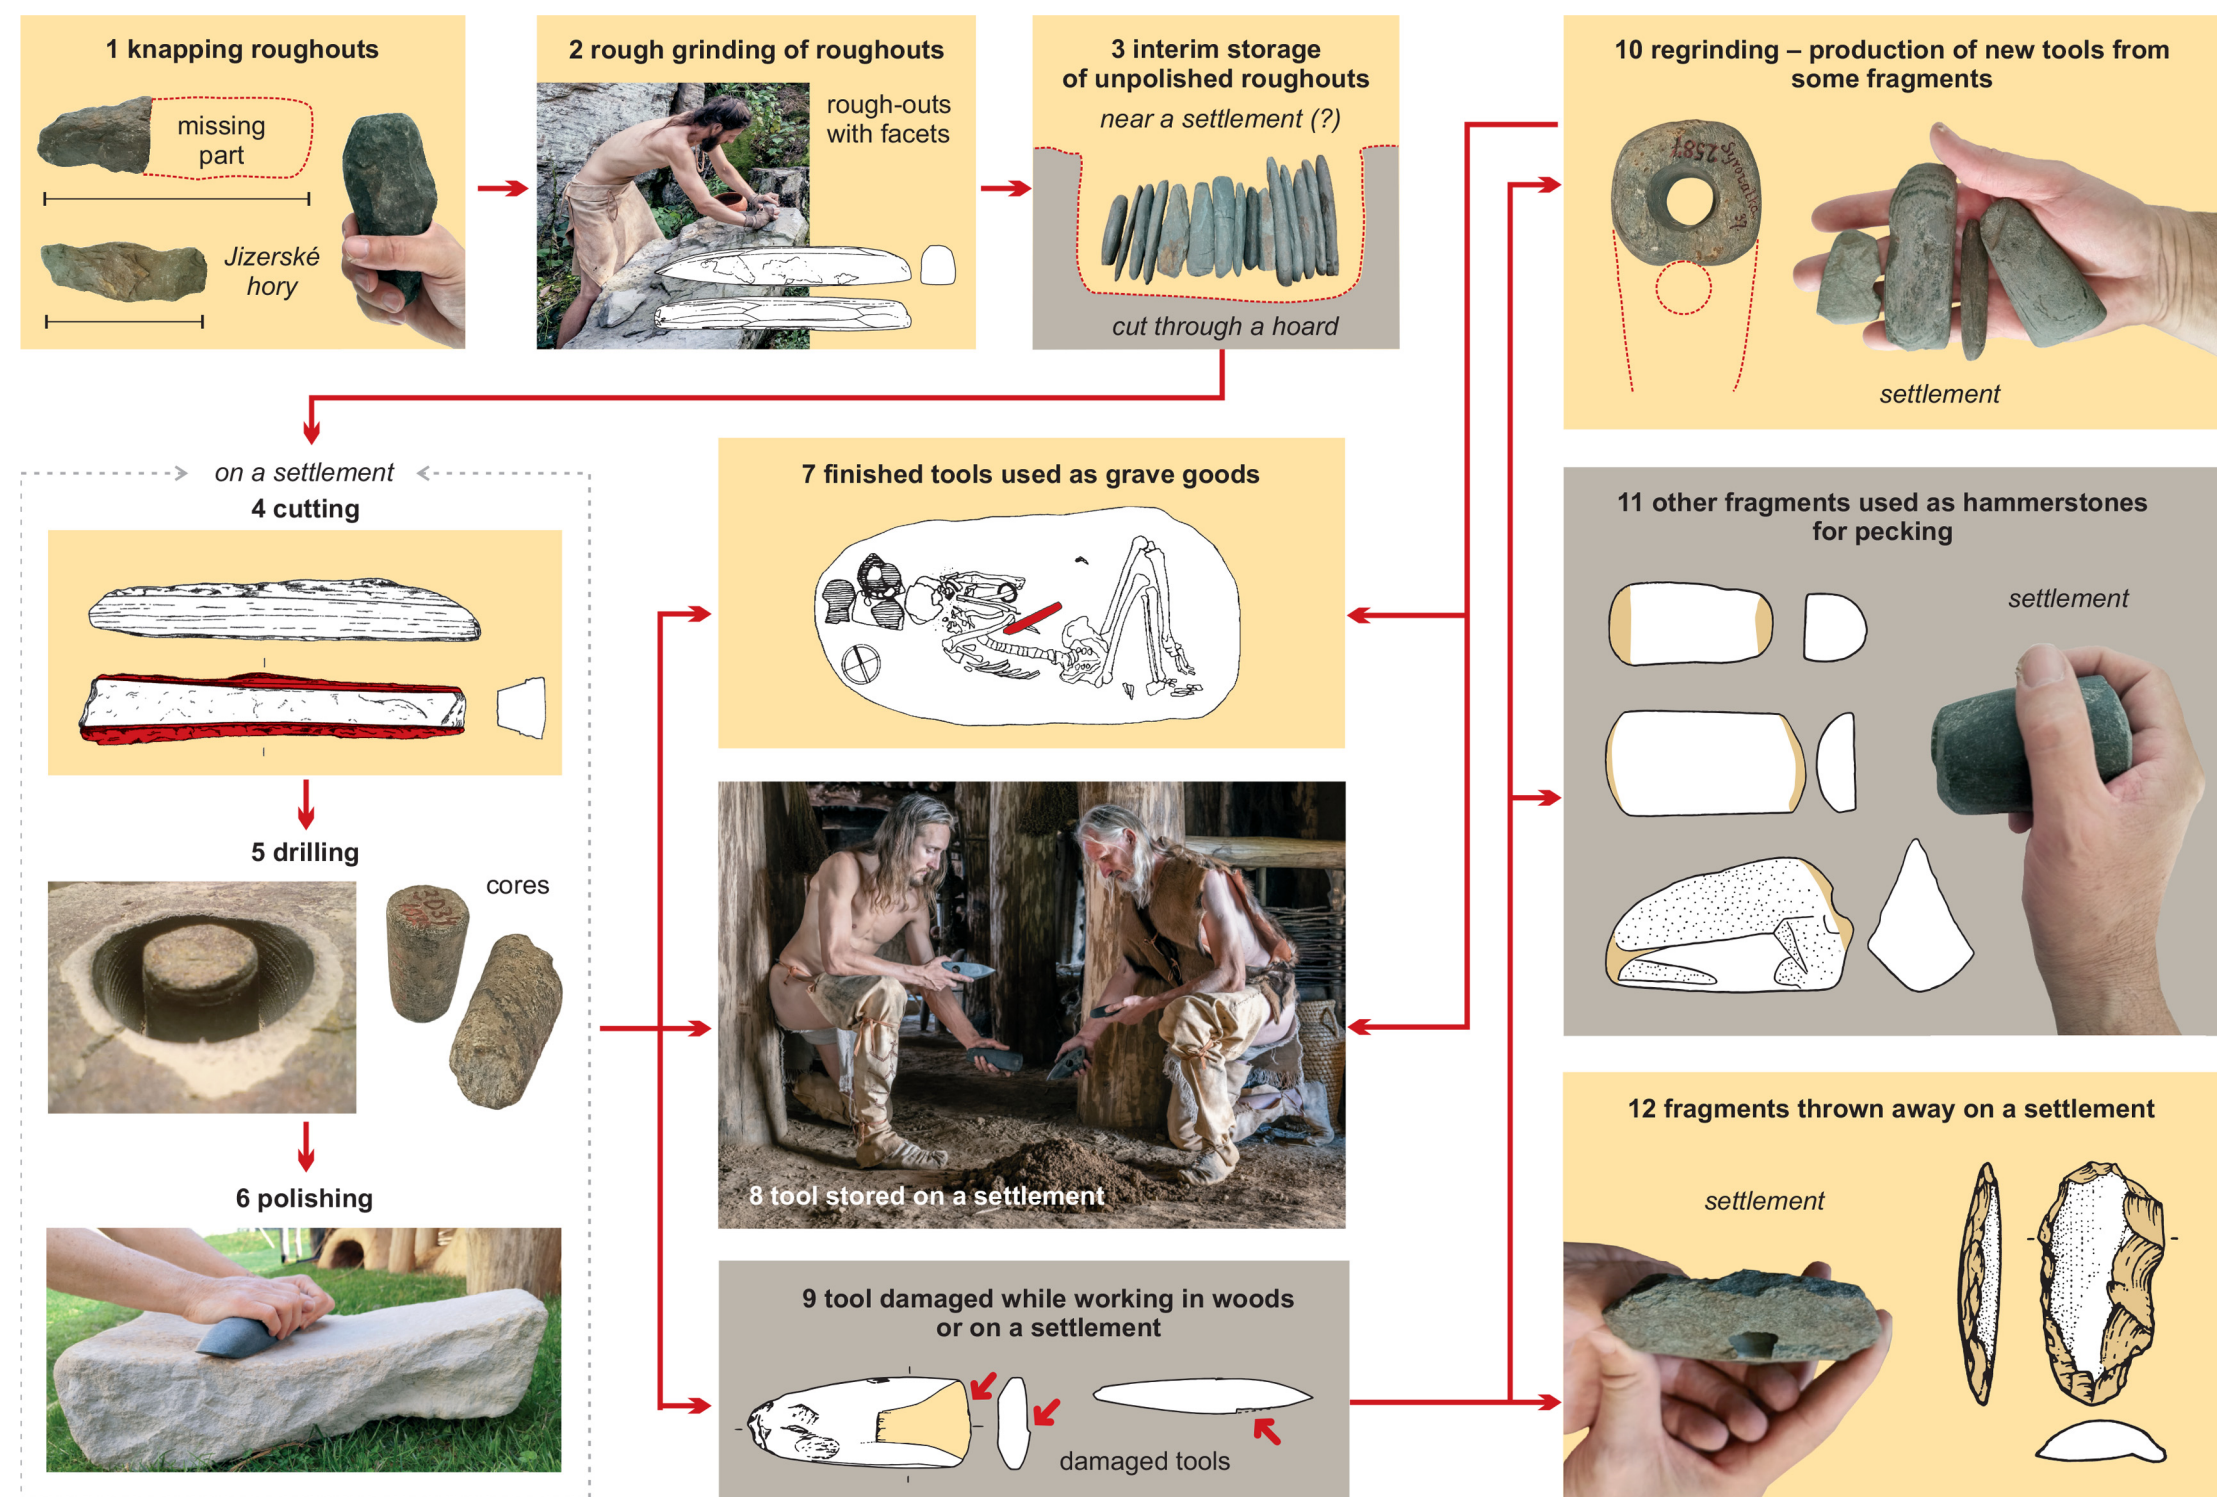 1 knapping roughouts
missing
part
Jizerské
hory
2 rough grinding of roughouts
rough-outs
with facets
3 interim storage
of unpolished roughouts
near a settlement (?)
cut through a hoard
on a settlement
4 cutting
5 drilling
cores
6 polishing
7 finished tools used as grave goods
8 tool stored on a settlement
9 tool damaged while working in woods
or on a settlement
damaged tools
10 regrinding – production of new tools from
some fragments
settlement
11 other fragments used as hammerstones
for pecking
settlement
12 fragments thrown away on a settlement
settlement